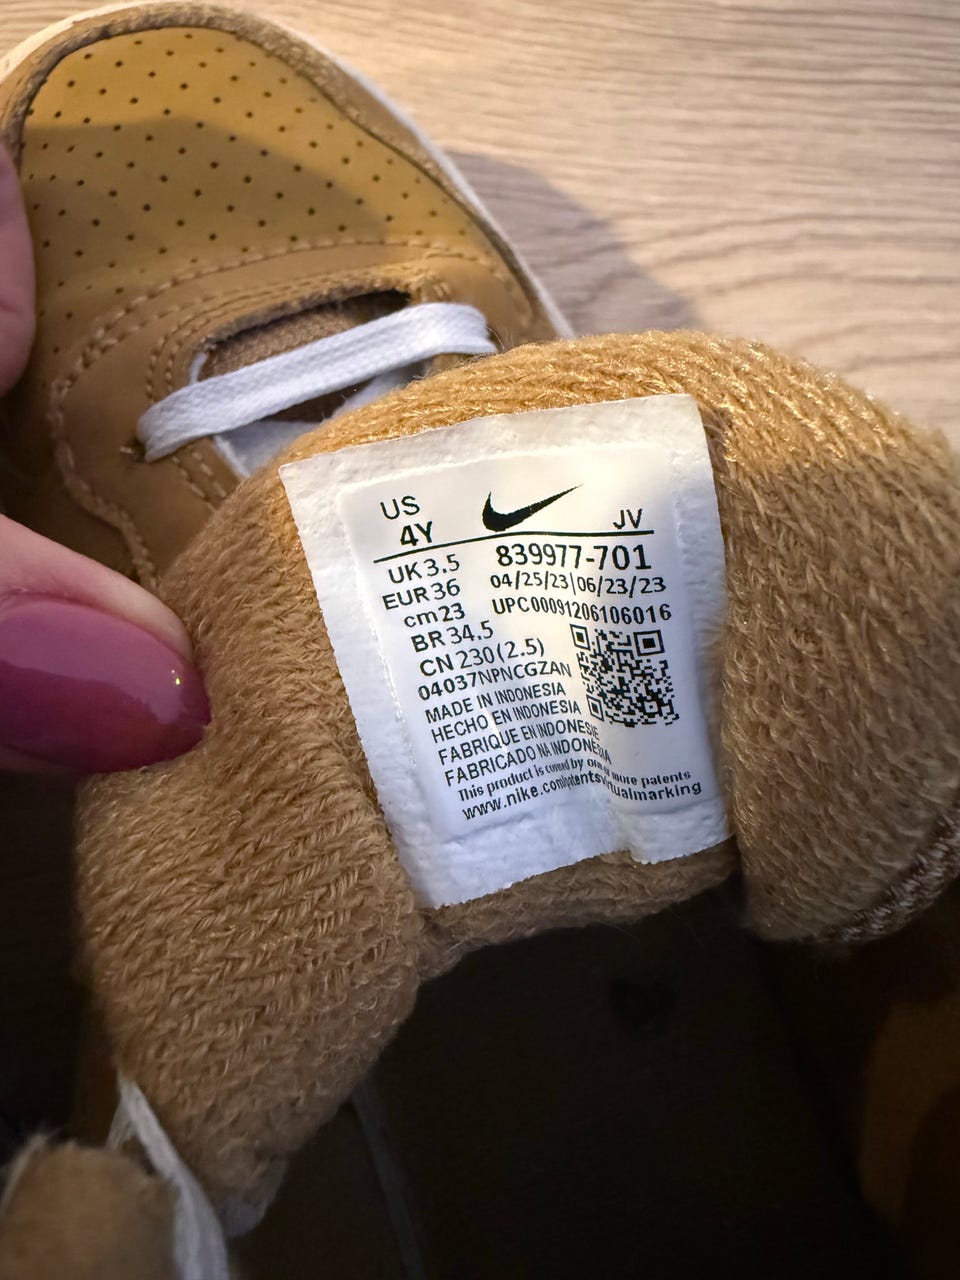 US
4Y
JV
UK 3.5
EUR 36
cm 23
BR 34.5
CN 230 (2.5)
839977-701
04/25/23|06/23/23
UPC00091206106016
04037NPNCGZAN
MADE IN INDONESIA
HECHO EN INDONESIA
FABRIQUE EN INDONESIE
FABRICADO NA INDONESIA
This product is covered by one or more patents
www.nike.com/patentsvirtualmarking